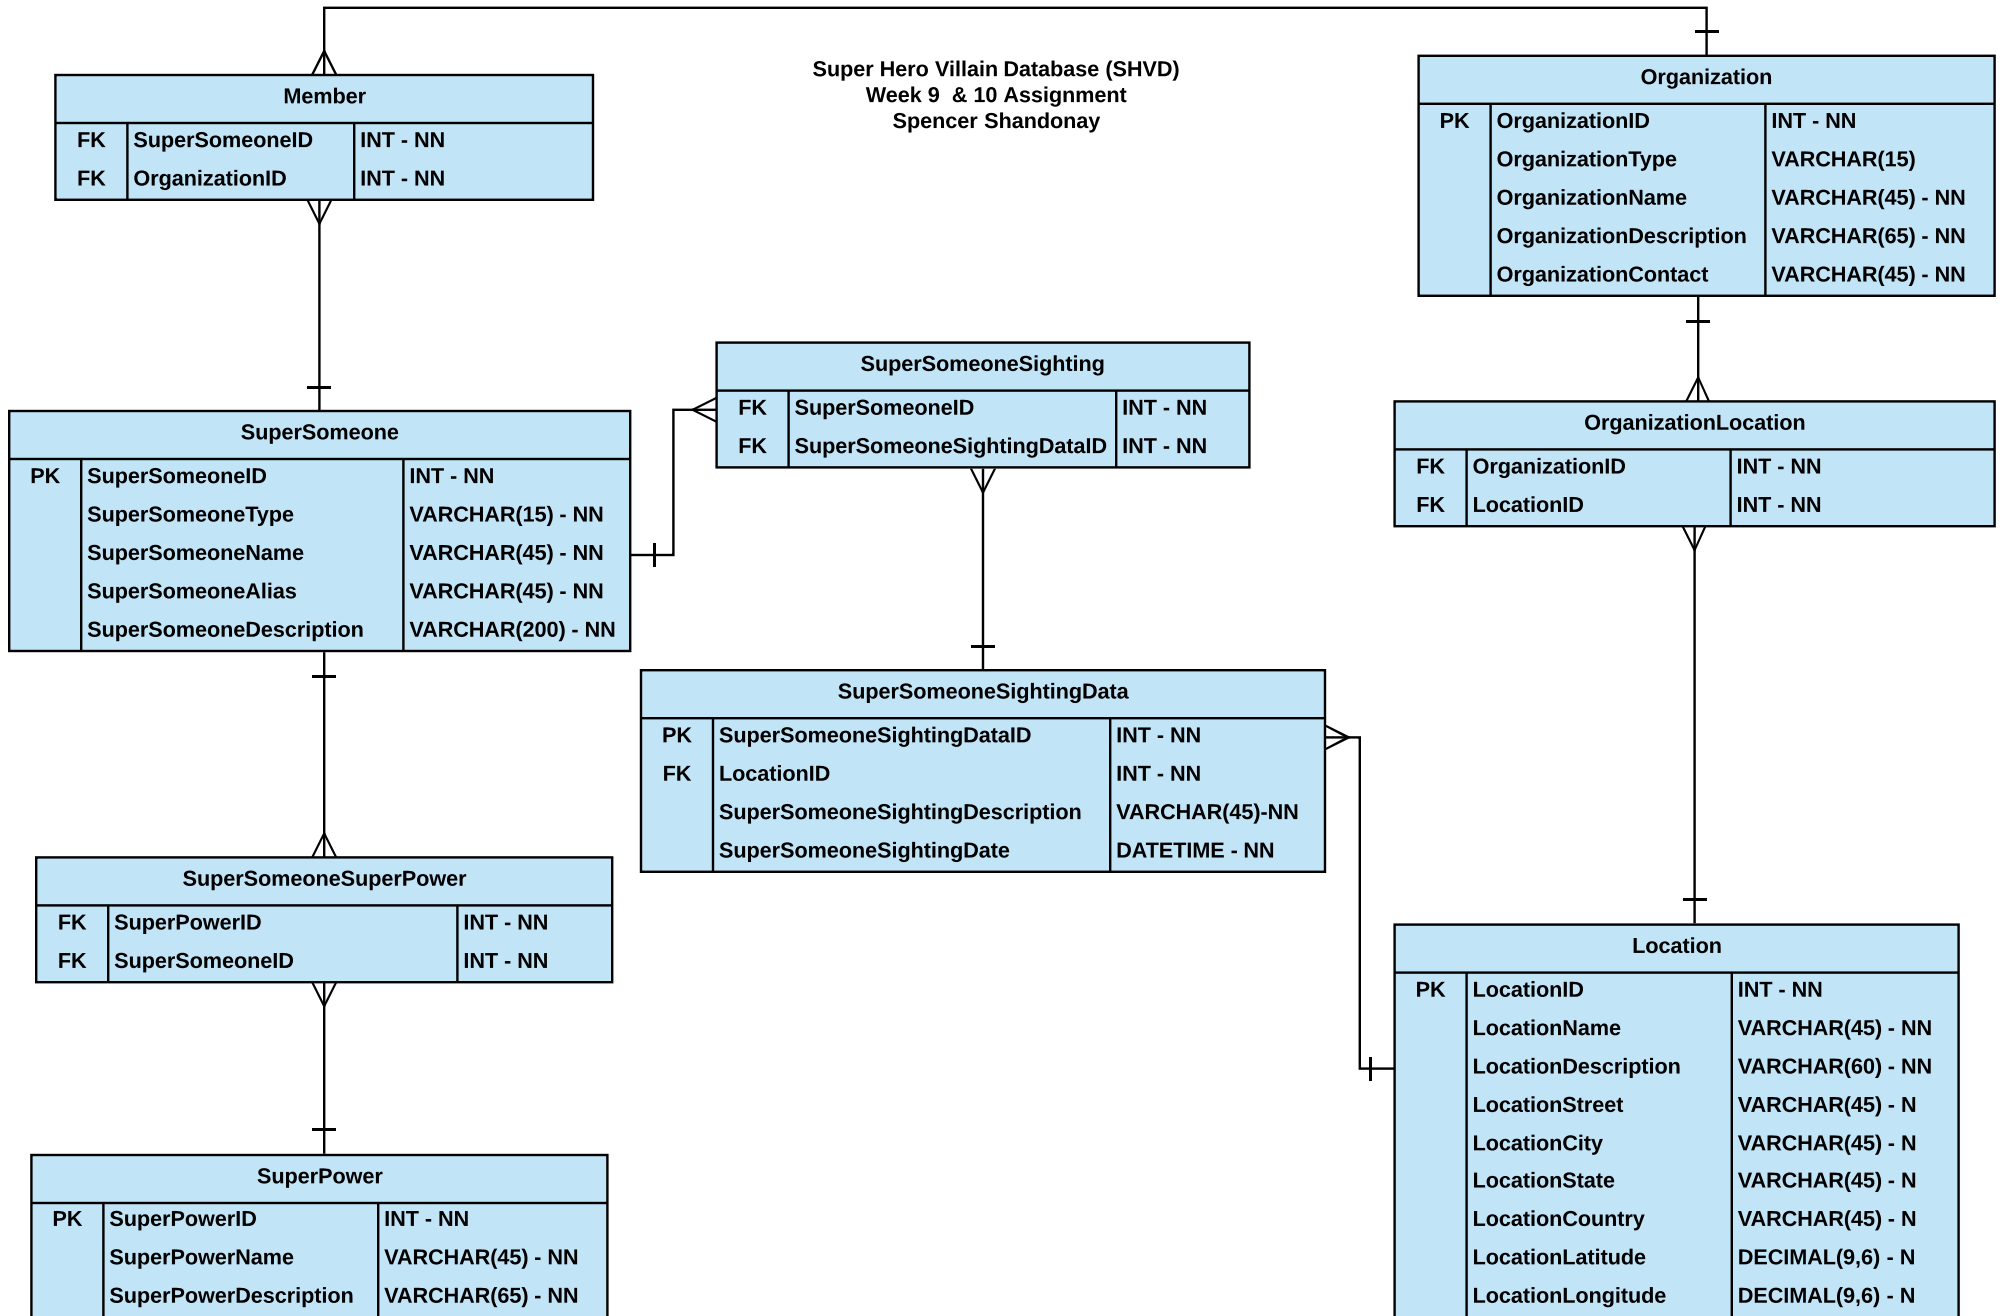 Super Hero Villain Database (SHVD)
Week 9 & 10 Assignment
Spencer Shandonay
Member
FK SuperSomeoneID INT - NN
FK OrganizationID INT - NN
Organization
PK OrganizationID INT - NN
OrganizationType VARCHAR(15)
OrganizationName VARCHAR(45) - NN
OrganizationDescription VARCHAR(65) - NN
OrganizationContact VARCHAR(45) - NN
SuperSomeoneSighting
FK SuperSomeoneID INT - NN
FK SuperSomeoneSightingDataID INT - NN
OrganizationLocation
FK OrganizationID INT - NN
FK LocationID INT - NN
SuperSomeone
PK SuperSomeoneID INT - NN
SuperSomeoneType VARCHAR(15) - NN
SuperSomeoneName VARCHAR(45) - NN
SuperSomeoneAlias VARCHAR(45) - NN
SuperSomeoneDescription VARCHAR(200) - NN
SuperSomeoneSightingData
PK SuperSomeoneSightingDataID INT - NN
FK LocationID INT - NN
SuperSomeoneSightingDescription VARCHAR(45)-NN
SuperSomeoneSightingDate DATETIME - NN
SuperSomeoneSuperPower
FK SuperPowerID INT - NN
FK SuperSomeoneID INT - NN
Location
PK LocationID INT - NN
LocationName VARCHAR(45) - NN
LocationDescription VARCHAR(60) - NN
LocationStreet VARCHAR(45) - N
LocationCity VARCHAR(45) - N
LocationState VARCHAR(45) - N
LocationCountry VARCHAR(45) - N
LocationLatitude DECIMAL(9,6) - N
LocationLongitude DECIMAL(9,6) - N
SuperPower
PK SuperPowerID INT - NN
SuperPowerName VARCHAR(45) - NN
SuperPowerDescription VARCHAR(65) - NN